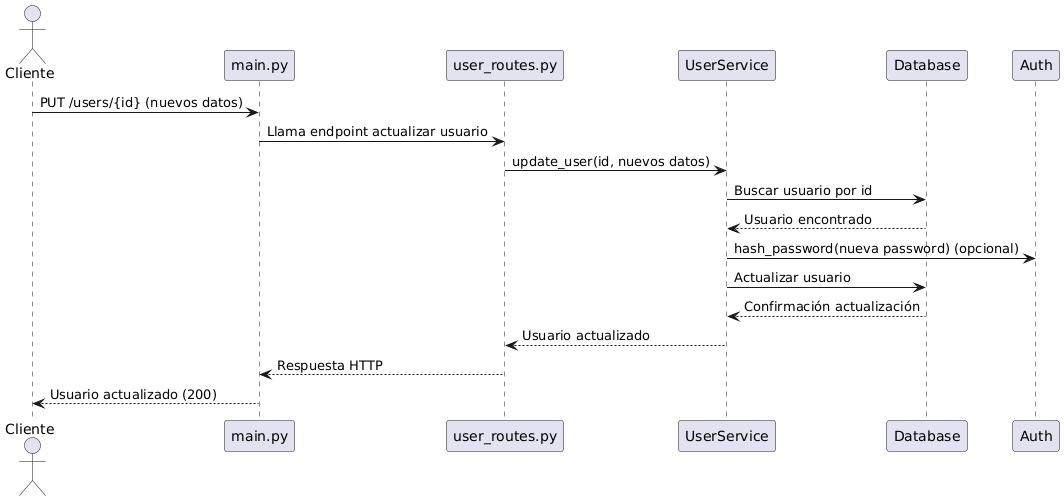 Cliente
main.py
user_routes.py
UserService
Database
Auth
PUT /users/{id} (nuevos datos)
Llama endpoint actualizar usuario
update_user(id, nuevos datos)
Buscar usuario por id
Usuario encontrado
hash_password(nueva password) (opcional)
Actualizar usuario
Confirmación actualización
Usuario actualizado
Respuesta HTTP
Usuario actualizado (200)
Cliente
main.py
user_routes.py
UserService
Database
Auth